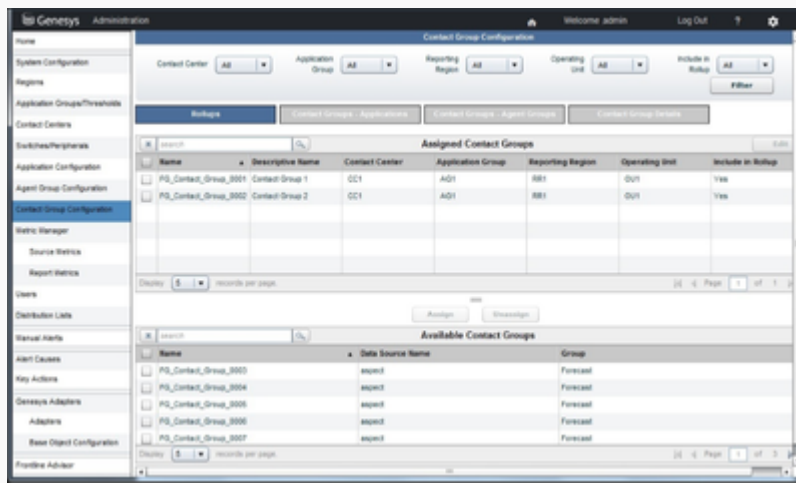 Genesys Administration Welcome admin Log Out ?
Contact Group Configuration
Home
System Configuration
Regions
Application Groups/Thresholds
Contact Centers
Switches/Peripherals
Application Configuration
Agent Group Configuration
Contact Group Configuration
Metric Manager
Source Metrics
Report Metrics
Users
Distribution Lists
Manual Alerts
Alert Causes
Key Actions
Genesys Adapters
Adapters
Base Object Configuration
Frontline Advisor
Contact Center All Application Group All Reporting Region All Operating Unit All Include in Rollup All
Filter
Rollups Contact Groups - Applications Contact Groups - Agent Groups Contact Group Details
search Assigned Contact Groups Edit
Name Descriptive Name Contact Center Application Group Reporting Region Operating Unit Include in Rollup
FG_Contact_Group_0001 Contact Group 1 CC1 AG1 RR1 OU1 Yes
FG_Contact_Group_0002 Contact Group 2 CC1 AG1 RR1 OU1 Yes
Display 5 records per page. Page 1 of 1
Assign Unassign
search Available Contact Groups
Name Data Source Name Group
FG_Contact_Group_0003 aspect Forecast
FG_Contact_Group_0004 aspect Forecast
FG_Contact_Group_0005 aspect Forecast
FG_Contact_Group_0006 aspect Forecast
FG_Contact_Group_0007 aspect Forecast
Display 5 records per page. Page 1 of 3